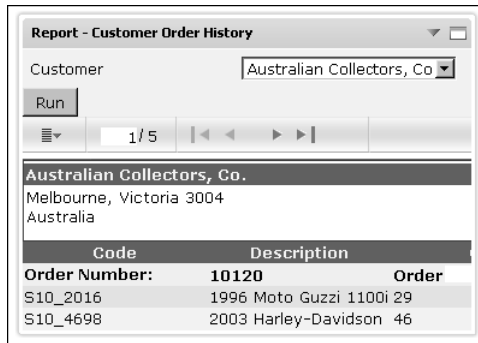 Report - Customer Order History
Customer Australian Collectors, Co
Run
1/ 5
Australian Collectors, Co.
Melbourne, Victoria 3004
Australia
Code Description
Order Number: 10120 Order
S10_2016 1996 Moto Guzzi 1100i 29
S10_4698 2003 Harley-Davidson 46